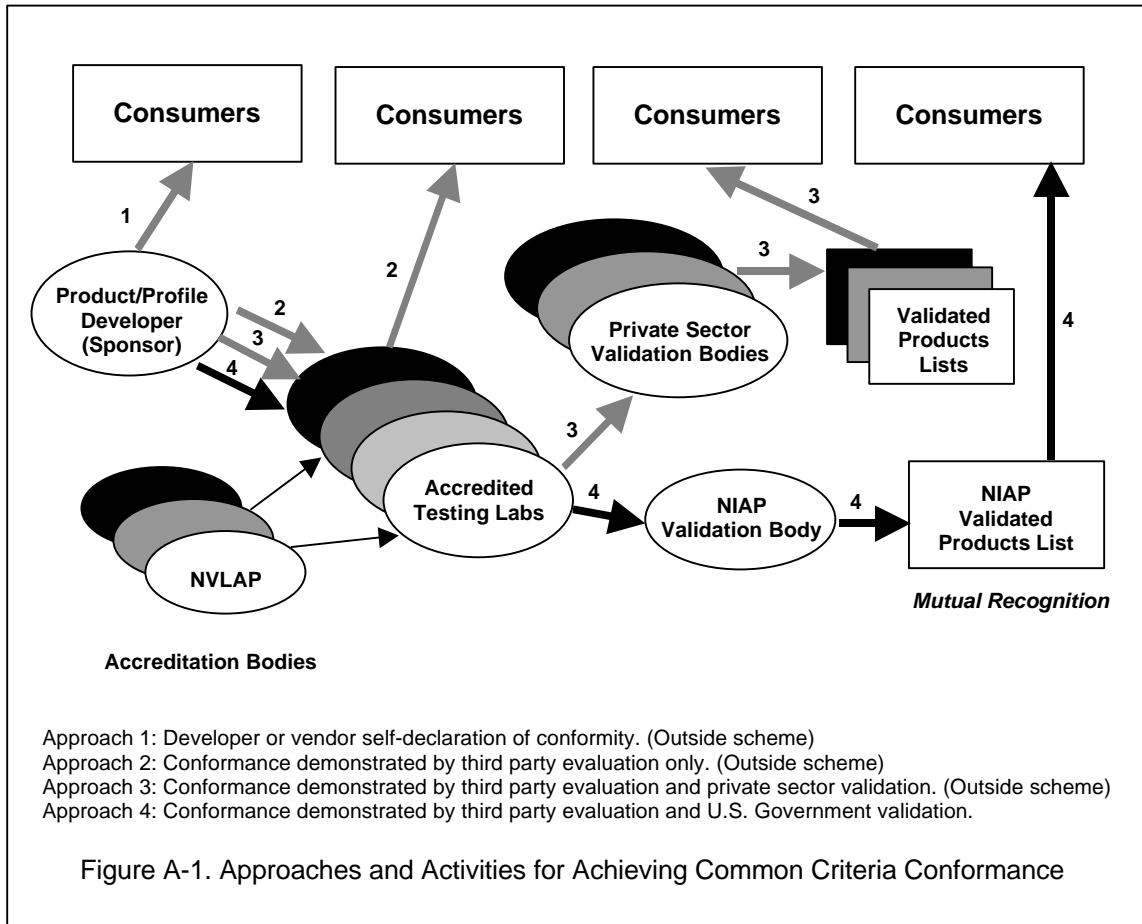 Consumers
Consumers
Consumers
Consumers
1
2
3
4
Product/Profile
Developer
(Sponsor)
2
3
4
3
Private Sector
Validation Bodies
Validated
Products
Lists
3
Accredited
Testing Labs
4
NIAP
Validation Body
4
NIAP
Validated
Products List
NVLAP
Mutual Recognition
Accreditation Bodies
Approach 1: Developer or vendor self-declaration of conformity. (Outside scheme)
Approach 2: Conformance demonstrated by third party evaluation only. (Outside scheme)
Approach 3: Conformance demonstrated by third party evaluation and private sector validation. (Outside scheme)
Approach 4: Conformance demonstrated by third party evaluation and U.S. Government validation.
Figure A-1. Approaches and Activities for Achieving Common Criteria Conformance